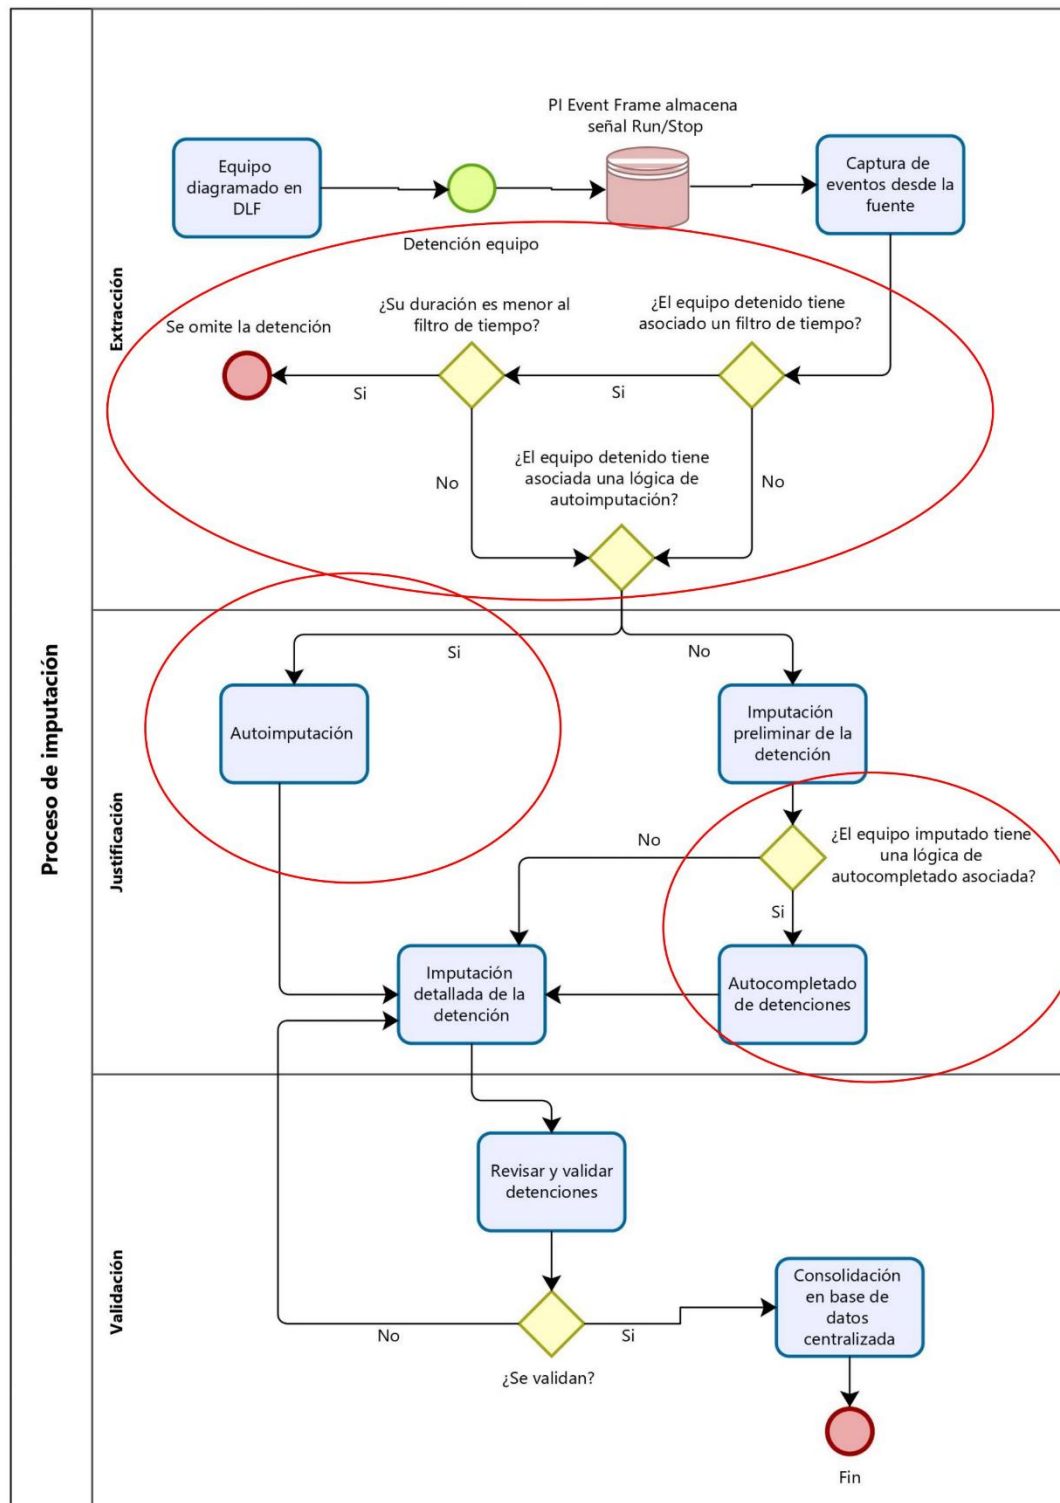 Proceso de imputación
Extracción
Equipo
diagramado en
DLF
Detención equipo
PI Event Frame almacena
señal Run/Stop
Captura de
eventos desde la
fuente
Se omite la detención
¿Su duración es menor al
filtro de tiempo?
¿El equipo detenido tiene
asociado un filtro de tiempo?
Si
Si
No
¿El equipo detenido tiene
asociada una lógica de
autoimputación?
No
Justificación
Si
No
Autoimputación
Imputación
preliminar de la
detención
No
¿El equipo imputado tiene
una lógica de
autocompletado asociada?
Si
Imputación
detallada de la
detención
Autocompletado
de detenciones
Validación
Revisar y validar
detenciones
No
Si
¿Se validan?
Consolidación
en base de
datos
centralizada
Fin